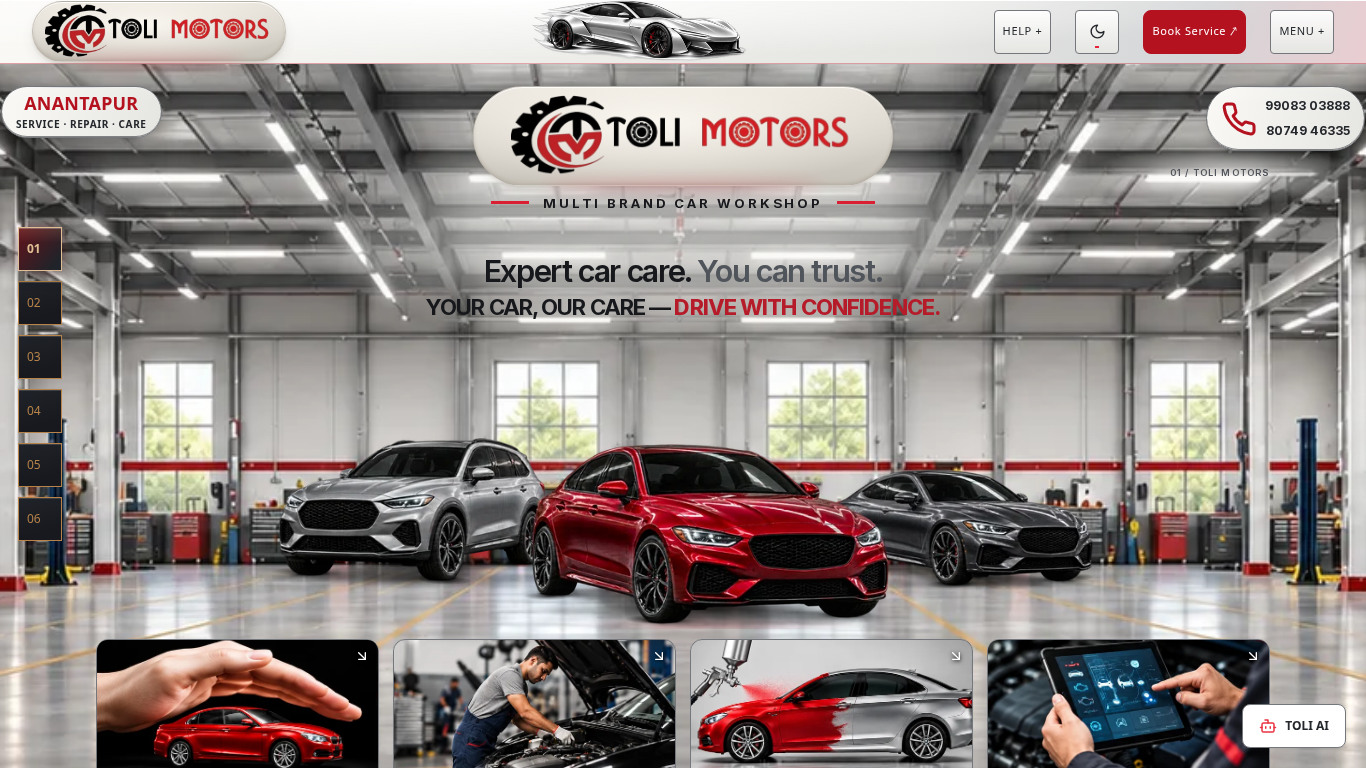 TOLI MOTORS
HELP +
Book Service ↗
MENU +
ANANTAPUR
SERVICE · REPAIR · CARE
TOLI MOTORS
99083 03888
80749 46335
01 / TOLI MOTORS
MULTI BRAND CAR WORKSHOP
Expert car care. You can trust.
YOUR CAR, OUR CARE — DRIVE WITH CONFIDENCE.
01
02
03
04
05
06
TOLI AI